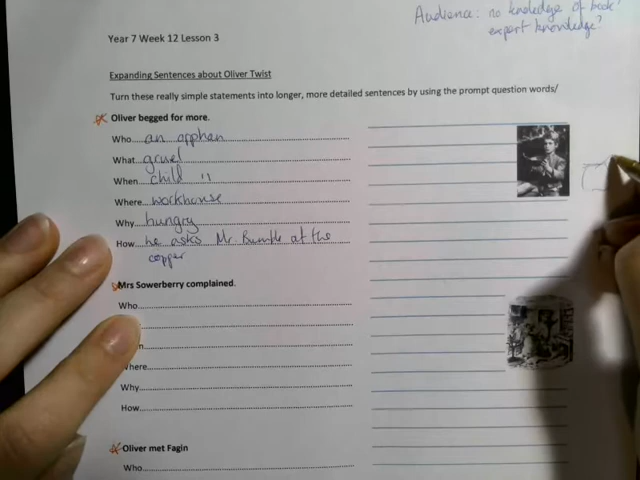 Audience: no knowledge of book?
expert knowledge?
Year 7 Week 12 Lesson 3
Expanding Sentences about Oliver Twist
Turn these really simple statements into longer, more detailed sentences by using the prompt question words/
Oliver begged for more.
Who an orphan
What gruel
When child 11
Where workhouse
Why hungry
How he asks Mr Bumble at the
copper
Mrs Sowerberry complained.
Who
Where
Why
How
Oliver met Fagin
Who